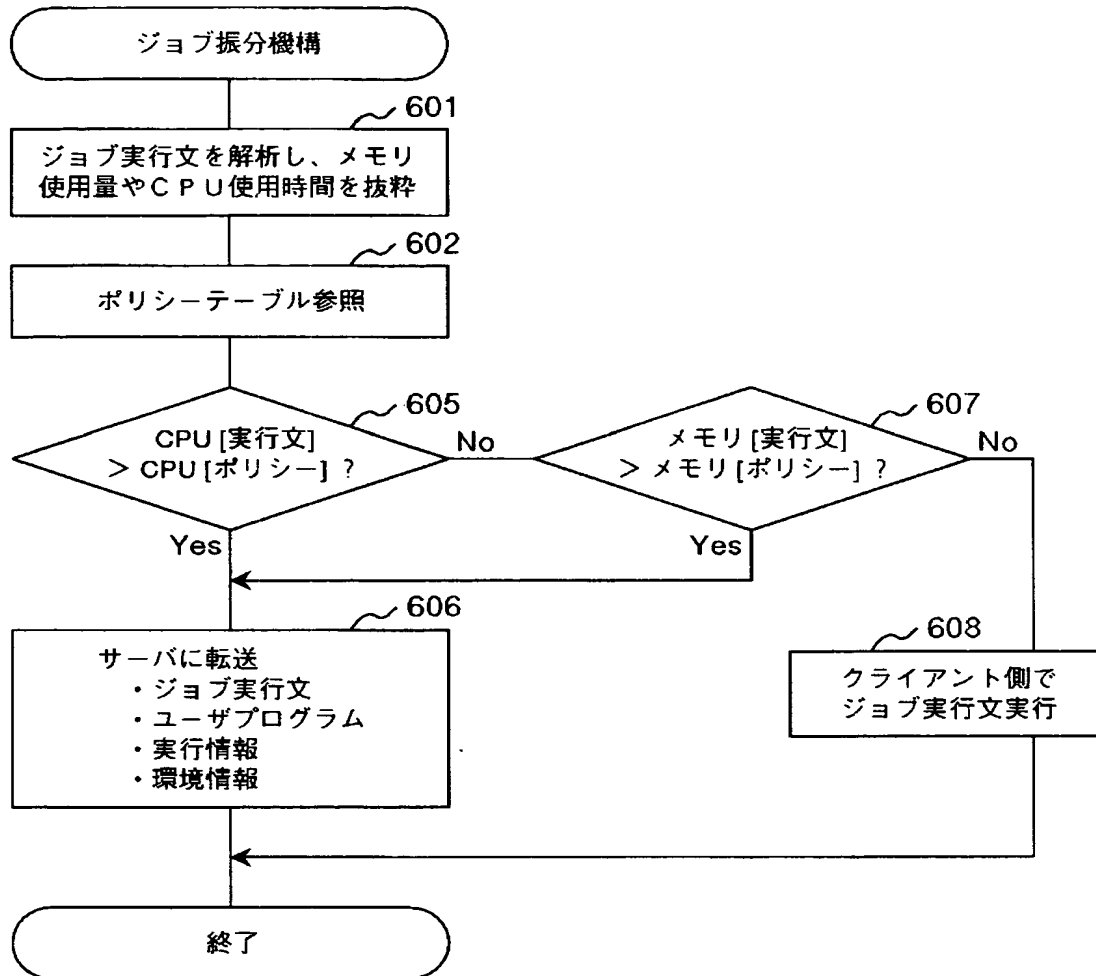 ジョブ振分機構
601
ジョブ実行文を解析し、メモリ
使用量やCPU使用時間を抜粋
602
ポリシーテーブル参照
605
CPU [実行文]
> CPU [ポリシー] ?
No
Yes
607
メモリ [実行文]
> メモリ [ポリシー] ?
No
Yes
606
サーバに転送
・ジョブ実行文
・ユーザプログラム
・実行情報
・環境情報
608
クライアント側で
ジョブ実行文実行
終了